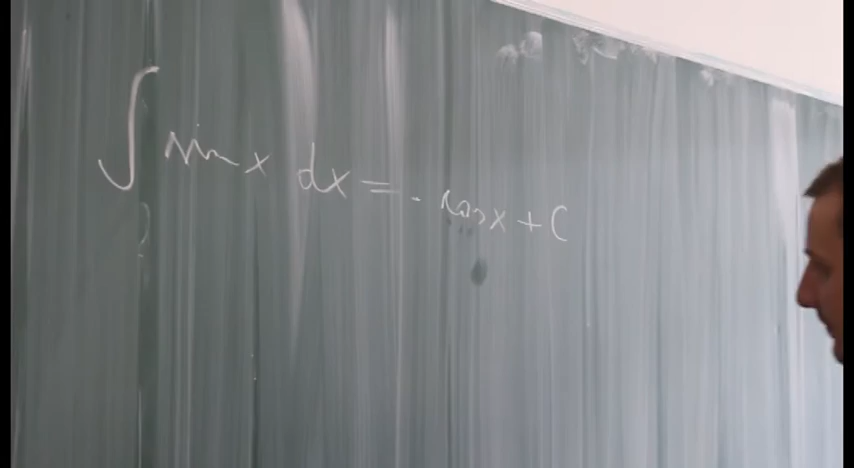 ∫ sin x dx = - cos x + C